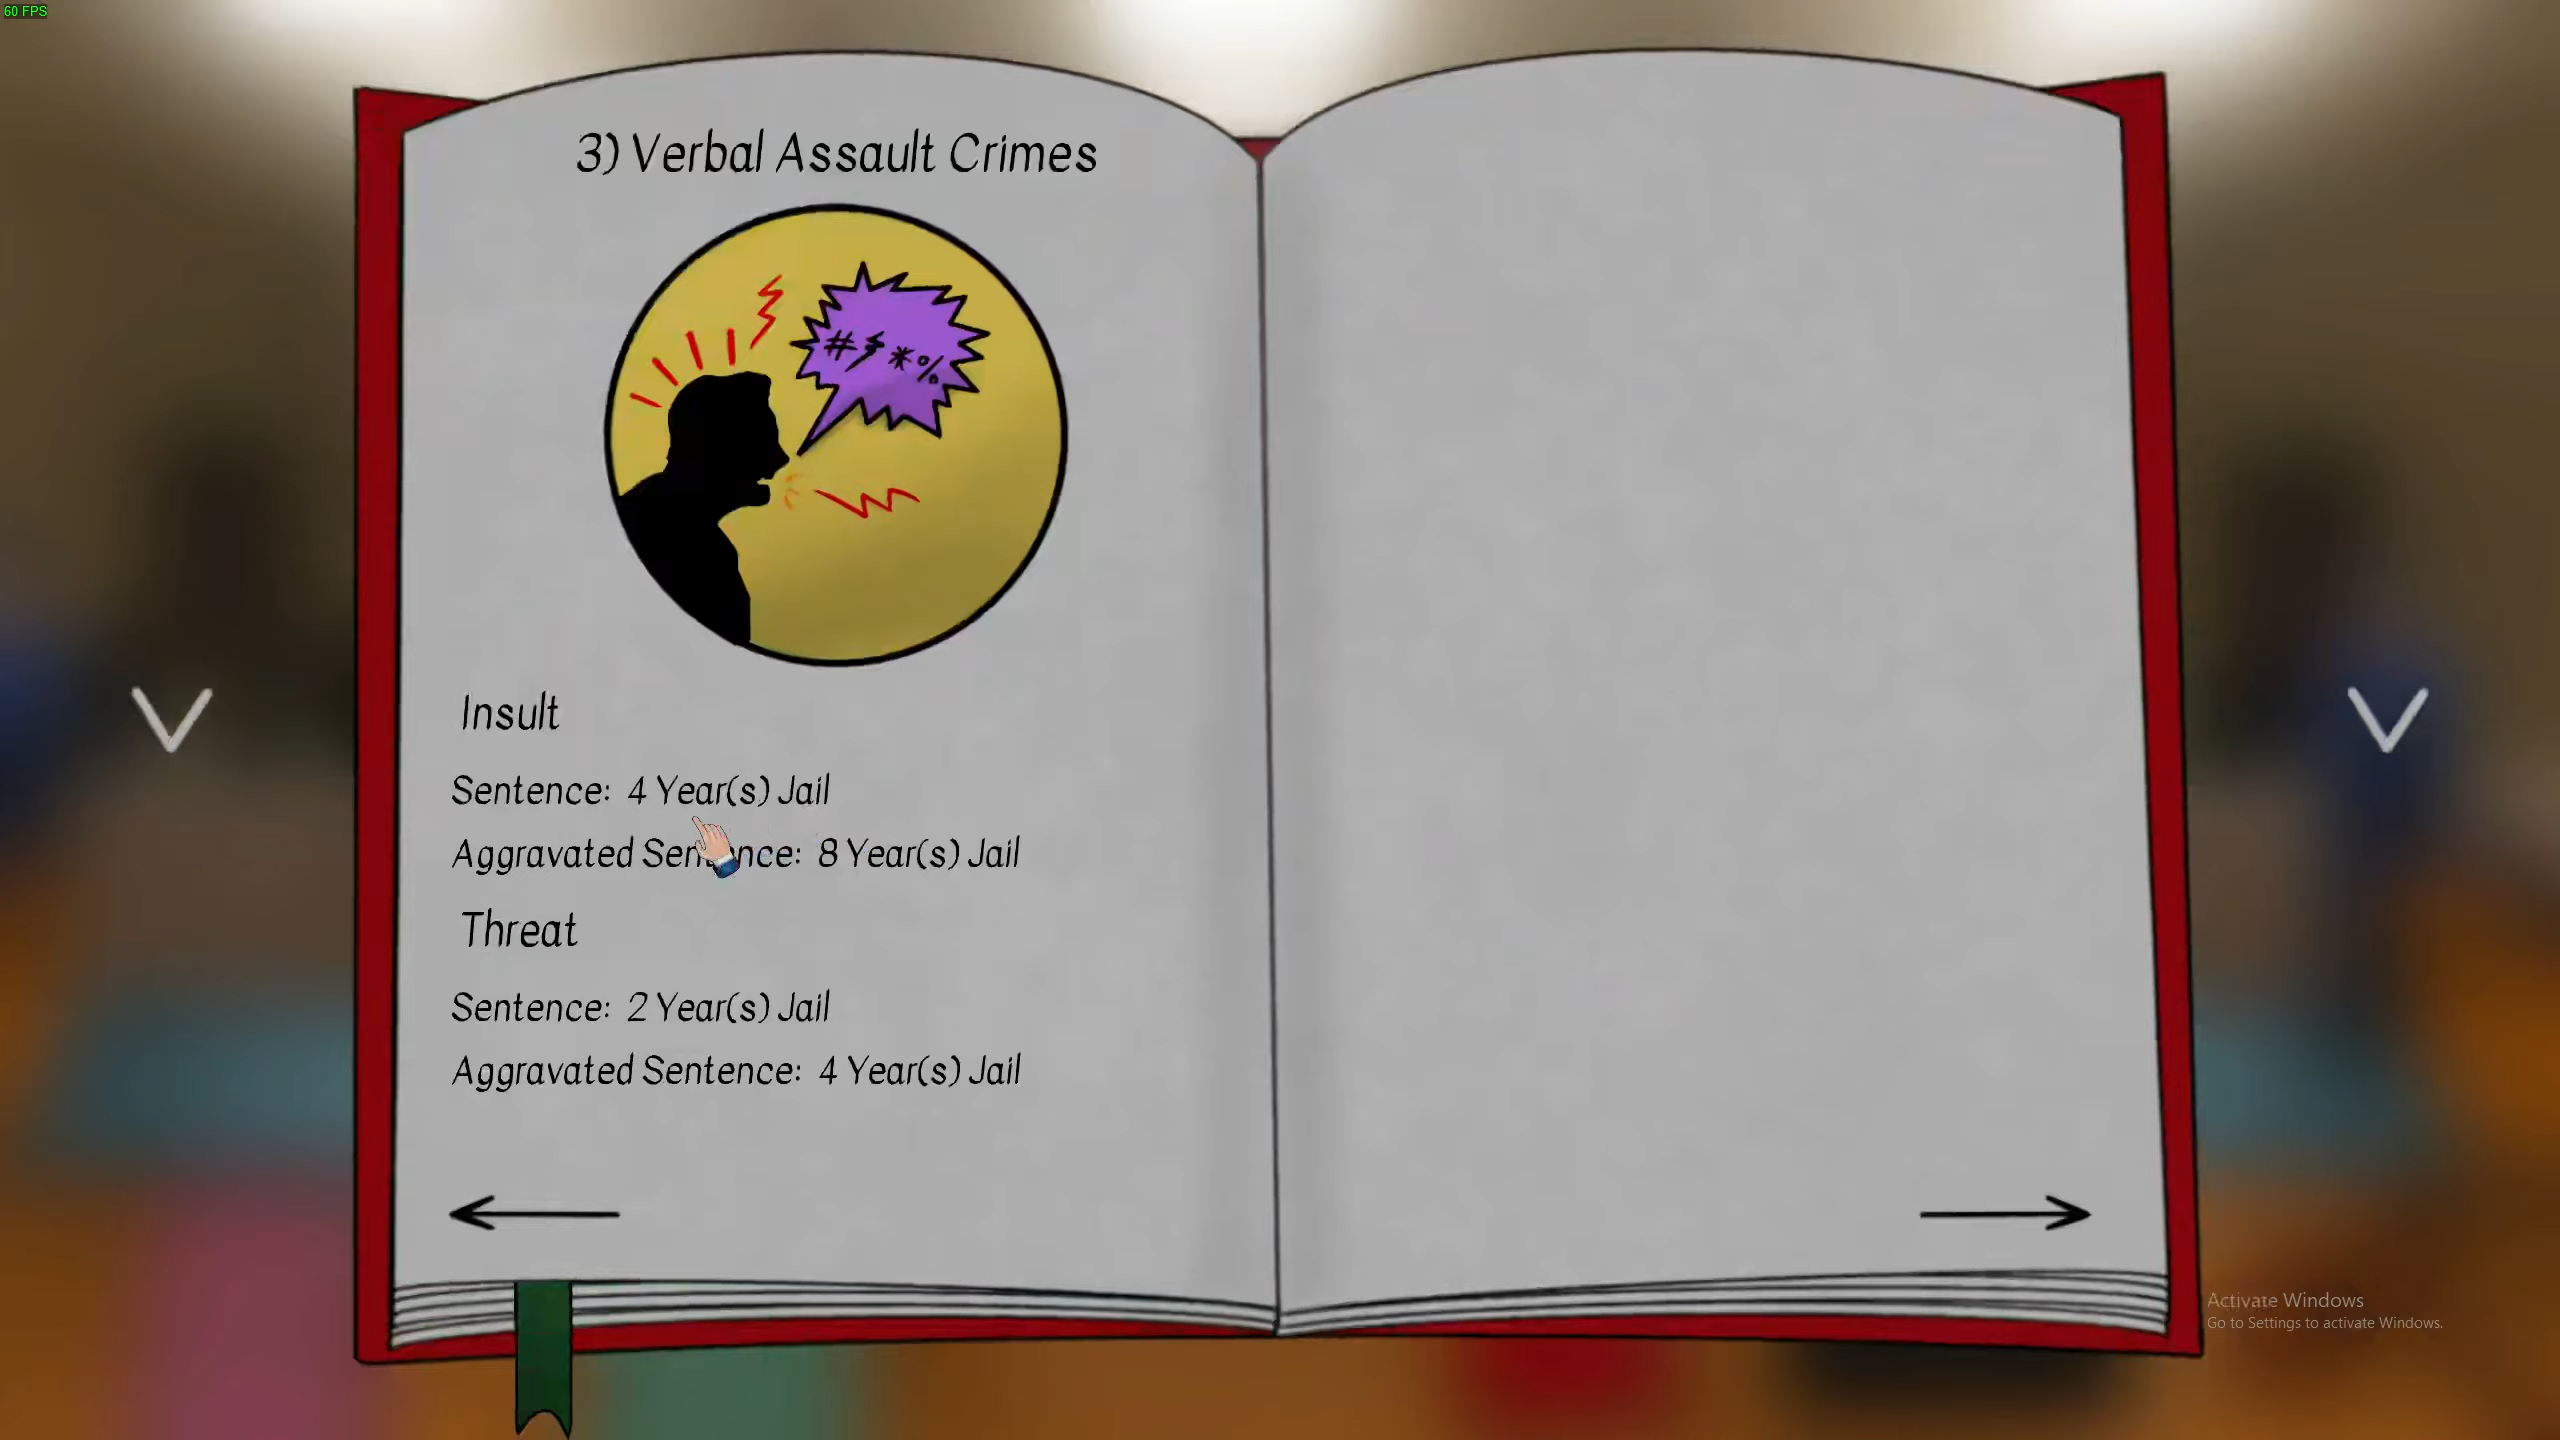 60 FPS
3) Verbal Assault Crimes
#*%
Insult
Sentence: 4 Year(s) Jail
Aggravated Sentence: 8 Year(s) Jail
Threat
Sentence: 2 Year(s) Jail
Aggravated Sentence: 4 Year(s) Jail
Activate Windows
Go to Settings to activate Windows.